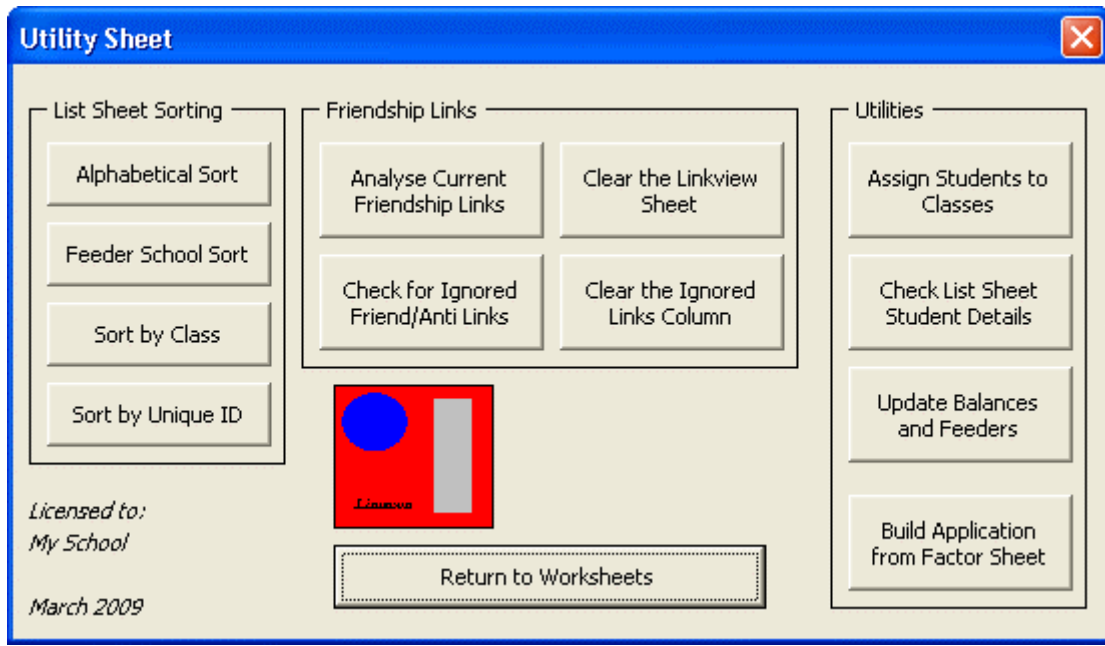 Utility Sheet
List Sheet Sorting
Alphabetical Sort
Feeder School Sort
Sort by Class
Sort by Unique ID
Friendship Links
Analyse Current
Friendship Links
Clear the Linkview
Sheet
Check for Ignored
Friend/Anti Links
Clear the Ignored
Links Column
Utilities
Assign Students to
Classes
Check List Sheet
Student Details
Update Balances
and Feeders
Build Application
from Factor Sheet
Licensed to:
My School
March 2009
Return to Worksheets